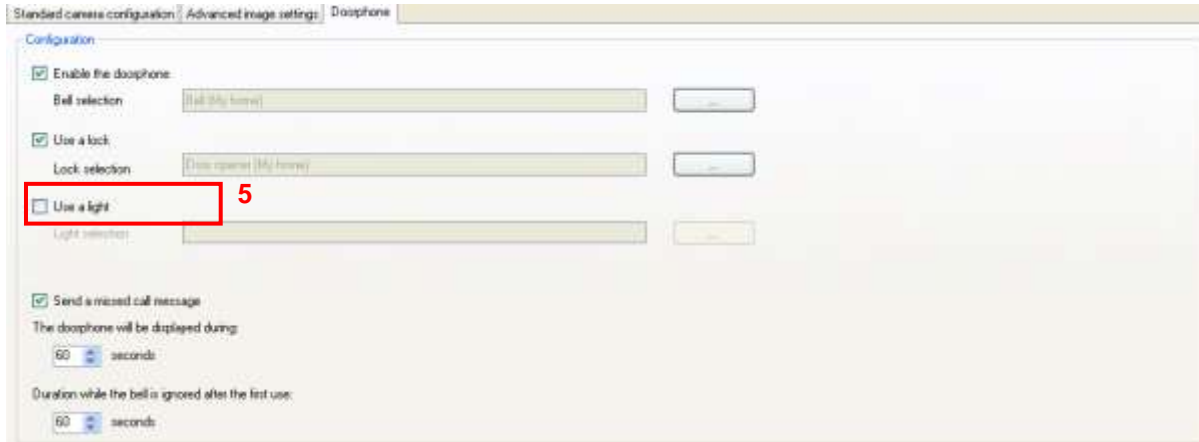 Standard camera configuration Advanced image settings Doorphone
Configuration
Enable the doorphone
Bell selection Bell (My home) ...
Use a lock
Lock selection Door opener (My home) ...
Use a light 5
Light selection ...
Send a missed call message
The doorphone will be displayed during:
60 seconds
Duration while the bell is ignored after the first use:
60 seconds